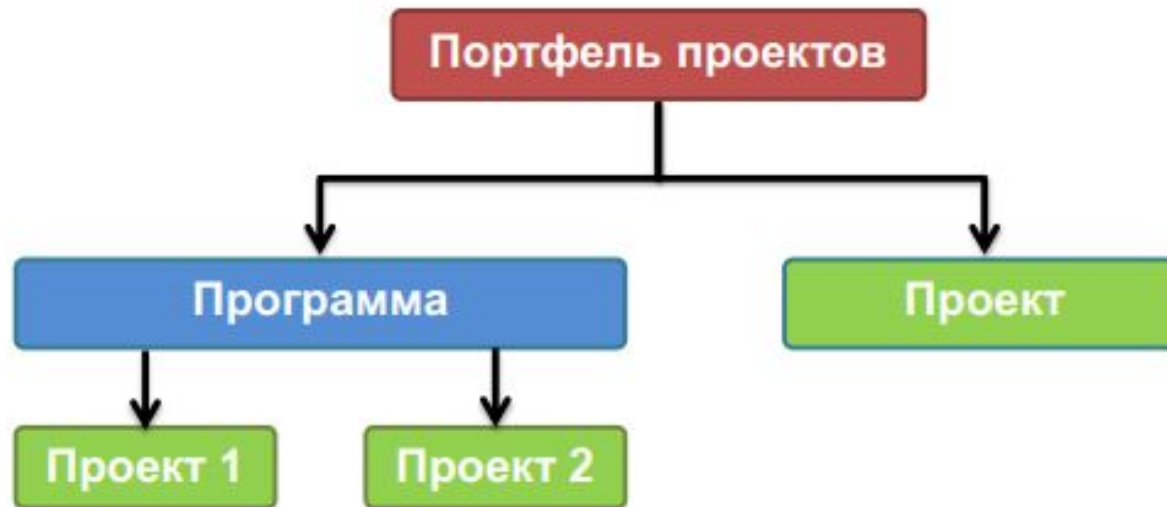 Портфель проектов
Программа
Проект
Проект 1
Проект 2